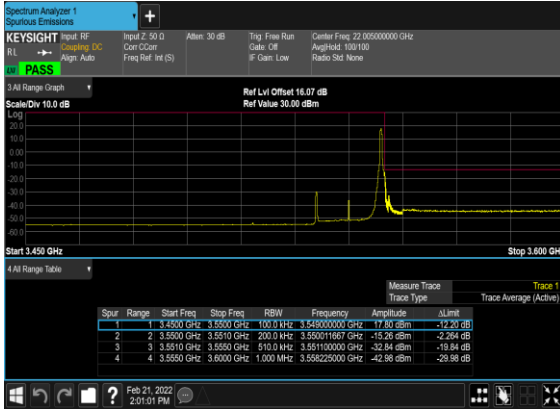 Spectrum Analyzer 1
Spurious Emissions
+
KEYSIGHT Input: RF Input Z: 50 Ω Atten: 30 dB Trig: Free Run Center Freq: 22.005000000 GHz
RL Coupling: DC Corr CCorr Gate: Off Avg|Hold: 100/100
Align: Auto Freq Ref: Int (S) IF Gain: Low Radio Std: None
PASS
3 All Range Graph
Ref Lvl Offset 16.07 dB
Scale/Div 10.0 dB Ref Value 30.00 dBm
Log
20.0
10.0
0.00
-10.0
-20.0
-30.0
-40.0
-50.0
-60.0
Start 3.450 GHz Stop 3.600 GH
4 All Range Table
Measure Trace Trace 1
Trace Type Trace Average (Active)
Spur Range Start Freq Stop Freq RBW Frequency Amplitude ΔLimit
1 1 3.4500 GHz 3.5500 GHz 100.0 kHz 3.549000000 GHz 17.80 dBm -12.20 dB
2 2 3.5500 GHz 3.5510 GHz 200.0 kHz 3.550011667 GHz -15.26 dBm -2.264 dB
3 3 3.5510 GHz 3.5550 GHz 510.0 kHz 3.551100000 GHz -32.84 dBm -19.84 dB
4 4 3.5550 GHz 3.6000 GHz 1.000 MHz 3.558225000 GHz -42.98 dBm -29.98 dB
? Feb 21, 2022
2:01:01 PM